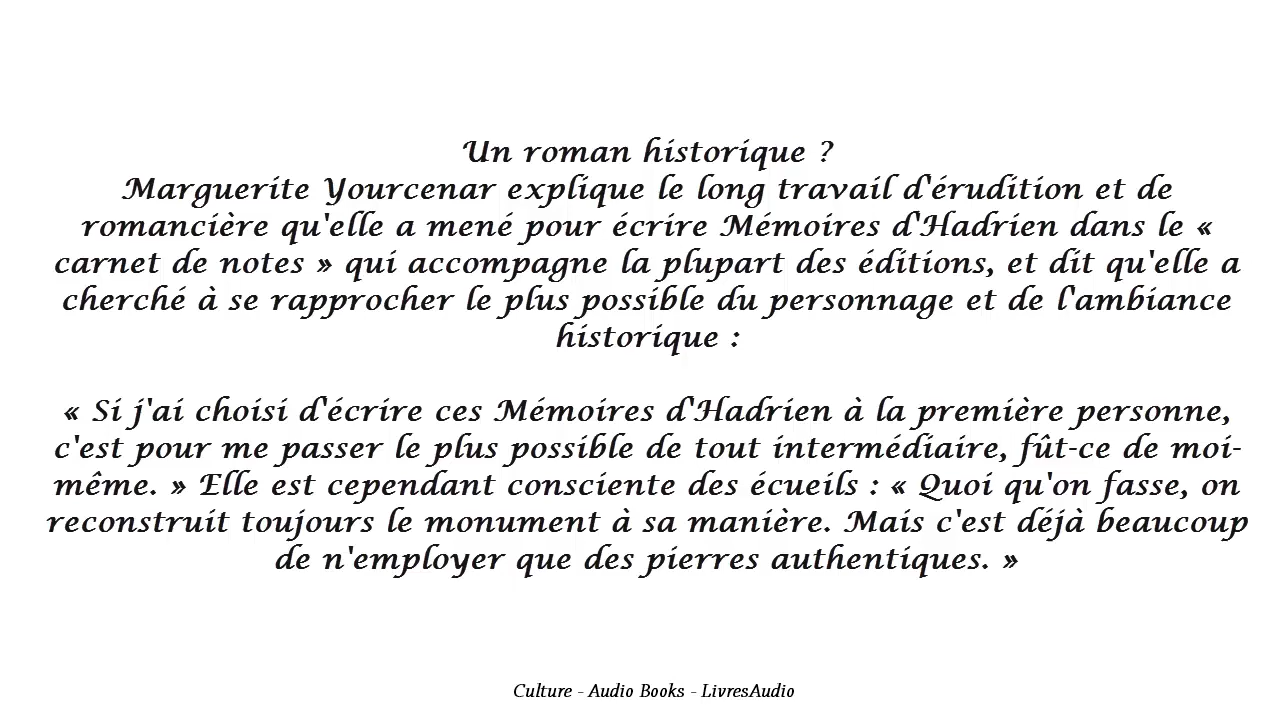 Un roman historique ?
Marguerite Yourcenar explique le long travail d'érudition et de
romancière qu'elle a mené pour écrire Mémoires d'Hadrien dans le «
carnet de notes » qui accompagne la plupart des éditions, et dit qu'elle a
cherché à se rapprocher le plus possible du personnage et de l'ambiance
historique :
« Si j'ai choisi d'écrire ces Mémoires d'Hadrien à la première personne,
c'est pour me passer le plus possible de tout intermédiaire, fût-ce de moi-
même. » Elle est cependant consciente des écueils : « Quoi qu'on fasse, on
reconstruit toujours le monument à sa manière. Mais c'est déjà beaucoup
de n'employer que des pierres authentiques. »
Culture - Audio Books - LivresAudio